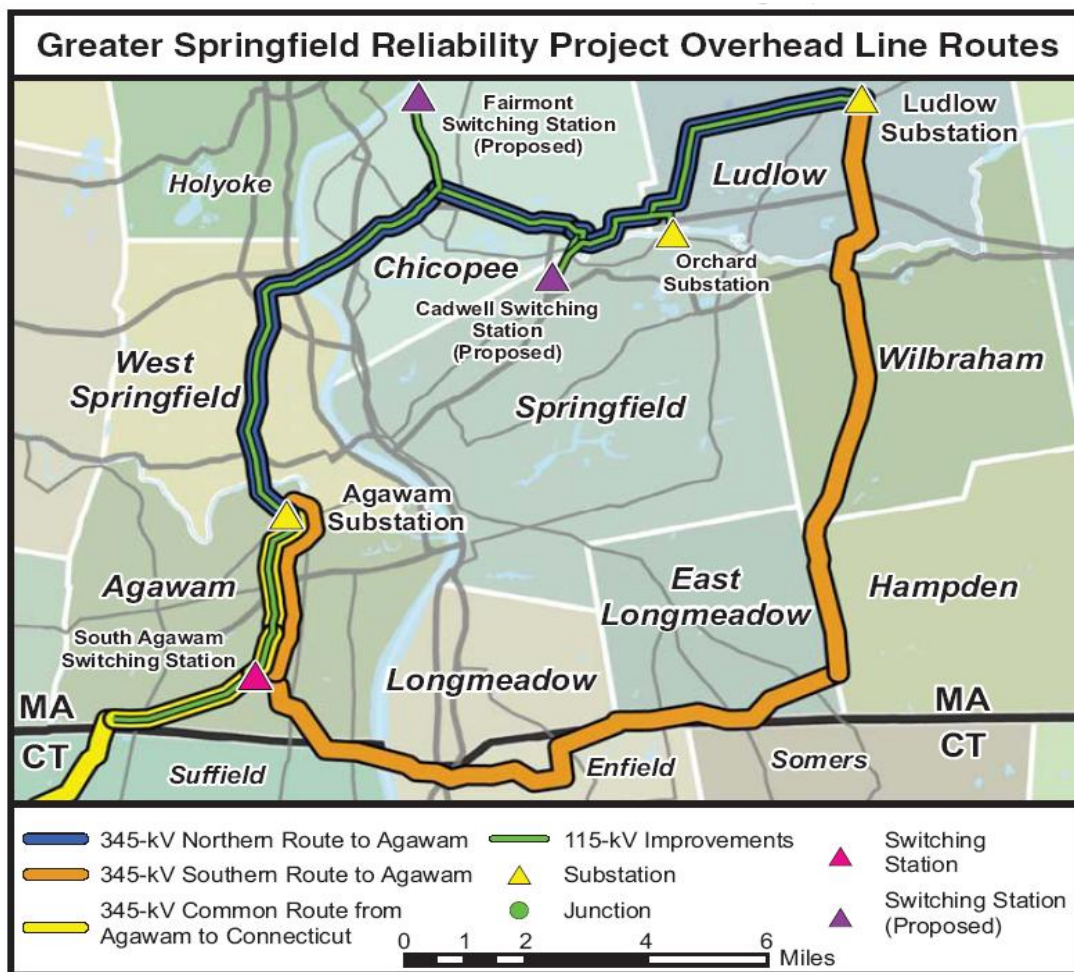 Greater Springfield Reliability Project Overhead Line Routes
Fairmont
Switching Station
(Proposed)
Ludlow
Substation
Holyoke
Ludlow
Chicopee
Orchard
Substation
Cadwell Switching
Station
(Proposed)
West
Springfield
Springfield
Wilbraham
Agawam
Substation
Agawam
East
Longmeadow
Hampden
South Agawam
Switching Station
Longmeadow
MA
CT
MA
CT
Suffield
Enfield
Somers
345-kV Northern Route to Agawam
345-kV Southern Route to Agawam
345-kV Common Route from
Agawam to Connecticut
115-kV Improvements
Substation
Junction
Switching
Station
Switching Station
(Proposed)
0 2 4 6
Miles